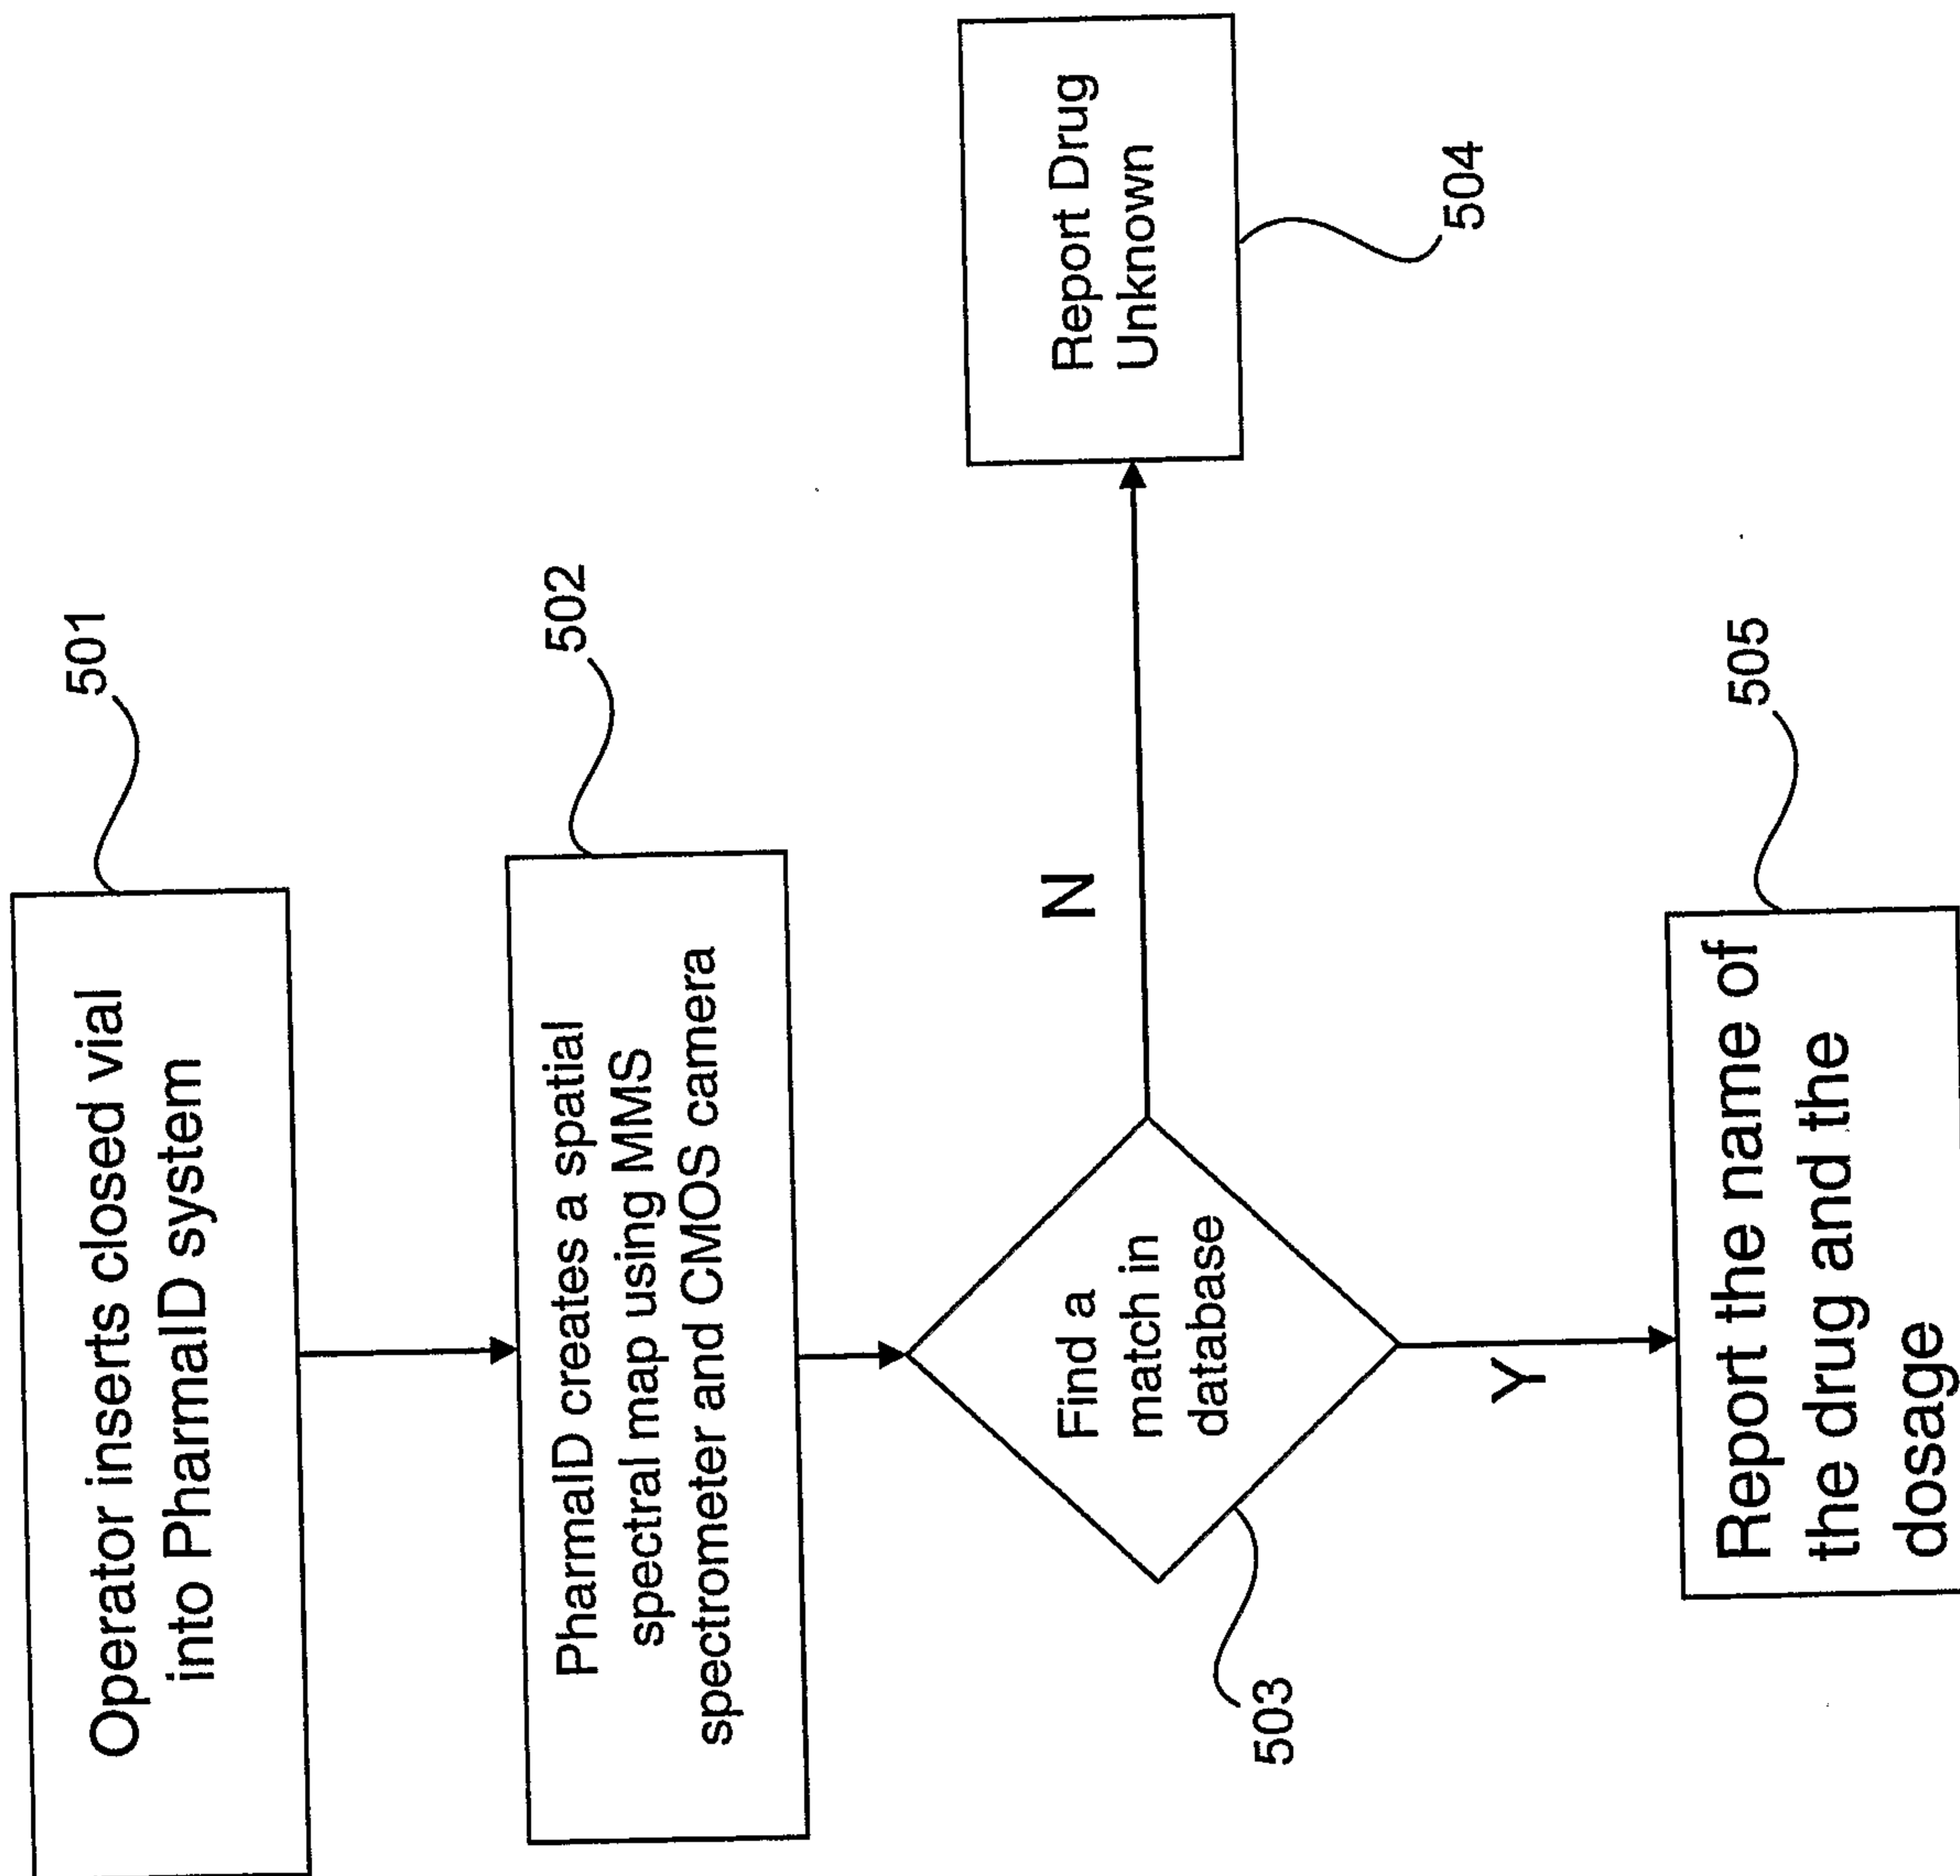 Operator inserts closed vial
into PharmaID system
501
PharmaID creates a spatial
spectral map using MMS
spectrometer and CMOS camera
502
Find a
match in
database
503
N
Report Drug
Unknown
504
Y
Report the name of
the drug and the
dosage
505